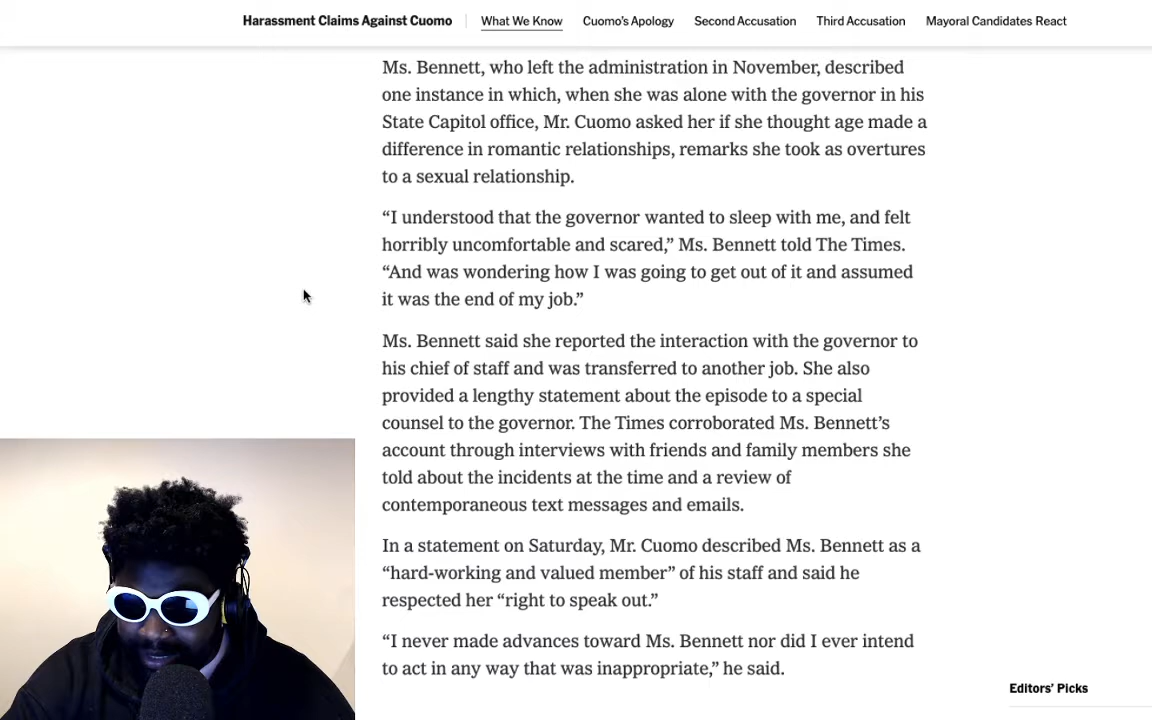 Harassment Claims Against Cuomo What We Know Cuomo’s Apology Second Accusation Third Accusation Mayoral Candidates React
Ms. Bennett, who left the administration in November, described
one instance in which, when she was alone with the governor in his
State Capitol office, Mr. Cuomo asked her if she thought age made a
difference in romantic relationships, remarks she took as overtures
to a sexual relationship.
“I understood that the governor wanted to sleep with me, and felt
horribly uncomfortable and scared,” Ms. Bennett told The Times.
“And was wondering how I was going to get out of it and assumed
it was the end of my job.”
Ms. Bennett said she reported the interaction with the governor to
his chief of staff and was transferred to another job. She also
provided a lengthy statement about the episode to a special
counsel to the governor. The Times corroborated Ms. Bennett’s
account through interviews with friends and family members she
told about the incidents at the time and a review of
contemporaneous text messages and emails.
In a statement on Saturday, Mr. Cuomo described Ms. Bennett as a
“hard-working and valued member” of his staff and said he
respected her “right to speak out.”
“I never made advances toward Ms. Bennett nor did I ever intend
to act in any way that was inappropriate,” he said.
Editors’ Picks